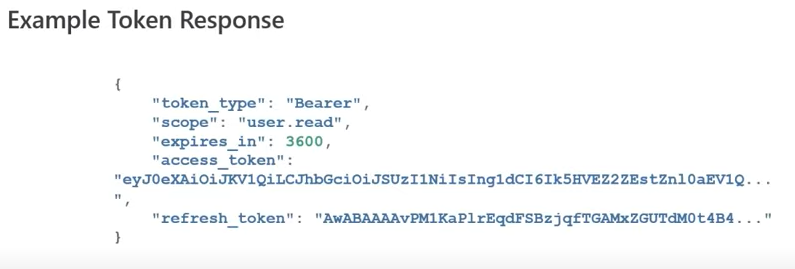 Example Token Response
{
"token_type": "Bearer",
"scope": "user.read",
"expires_in": 3600,
"access_token":
"eyJ0eXAiOiJKV1QiLCJhbGciOiJSUzI1NiIsIng1dCI6Ik5HVEZ2ZEstZnl0aEV1Q...
",
"refresh_token": "AwABAAAAvPM1KaPlrEqdFSBzjqfTGAMxZGUTdM0t4B4..."
}